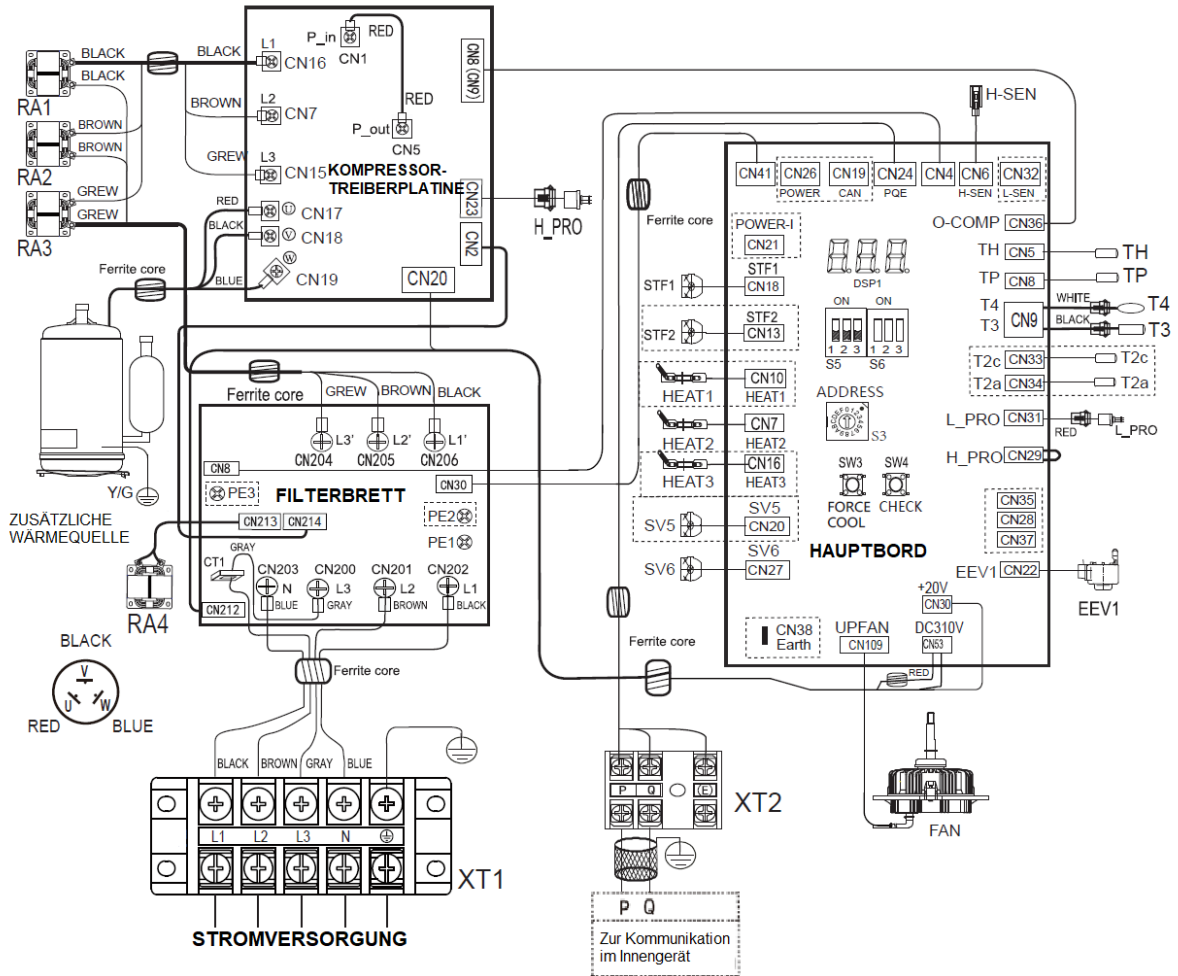 BLACK
BLACK
RA1
BROWN
BROWN
RA2
GREW
GREW
RA3
BLACK
L1
CN16
BROWN
L2
CN7
GREW
L3
CN15
P_in
CN1
RED
RED
P_out
CN5
CN8 (CN9)
KOMPRESSOR-
TREIBERPLATINE
CN23
H_PRO
CN2
RED
U
CN17
BLACK
V
CN18
BLUE
W
CN19
CN20
Ferrite core
Y/G
ZUSÄTZLICHE
WÄRMEQUELLE
Ferrite core
GREW
BROWN
BLACK
L3'
L2'
L1'
CN204
CN205
CN206
CN8
CN30
PE3
FILTERBRETT
PE2
PE1
CN213
CN214
GRAY
CT1
CN203
CN200
CN201
CN202
N
L3
L2
L1
BLUE
GRAY
BROWN
BLACK
CN212
RA4
BLACK
V
U
W
RED
BLUE
Ferrite core
BLACK
BROWN
GRAY
BLUE
L1
L2
L3
N
XT1
STROMVERSORGUNG
H-SEN
CN41
CN26
CN19
CN24
CN4
CN6
CN32
POWER
CAN
PQE
H-SEN
L-SEN
Ferrite core
POWER-I
CN21
DSP1
O-COMP
CN36
TH
CN5
TH
TP
CN8
TP
STF1
STF1
CN18
STF2
STF2
CN13
ON
ON
1 2 3
1 2 3
S5
S6
T4
T3
CN9
WHITE
T4
BLACK
T3
T2c
CN33
T2c
T2a
CN34
T2a
HEAT1
CN10
HEAT1
ADDRESS
S3
L_PRO
CN31
RED
L_PRO
HEAT2
CN7
HEAT2
H_PRO
CN29
HEAT3
CN16
HEAT3
SW3
SW4
FORCE
COOL
CHECK
SV5
SV5
CN20
CN35
CN28
CN37
HAUPTBORD
SV6
SV6
CN27
EEV1
CN22
EEV1
+20V
CN30
CN38
Earth
UPFAN
CN109
DC310V
CN53
Ferrite core
RED
FAN
P
Q
(E)
XT2
P Q
Zur Kommunikation
im Innengerät